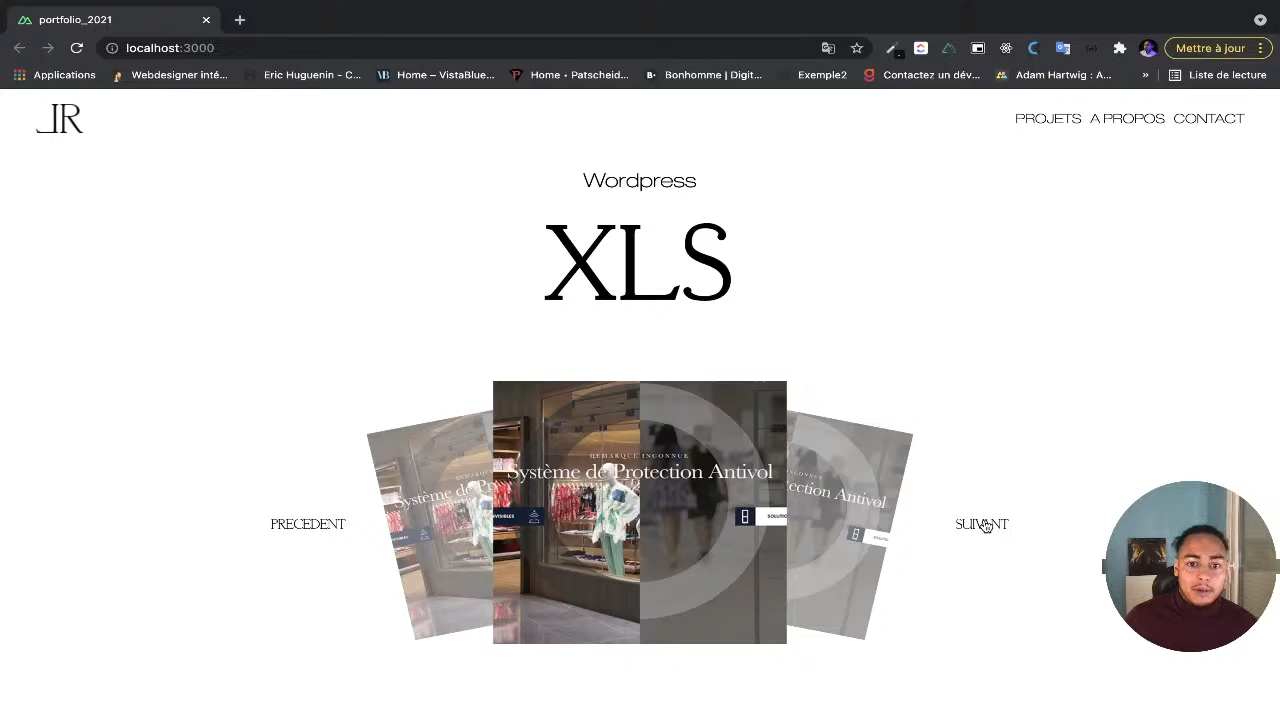 portfolio_2021
localhost:3000
Mettre à jour
Applications
Webdesigner inté...
Eric Huguenin - C...
Home – VistaBlue...
Home • Patscheid...
Bonhomme | Digit...
Exemple2
Contactez un dév...
Adam Hartwig : A...
»
Liste de lecture
LR
PROJETS A PROPOS CONTACT
Wordpress
XLS
REMARQUE INCONNUE
Système de Protection Antivol
PRECEDENT
SUIVANT